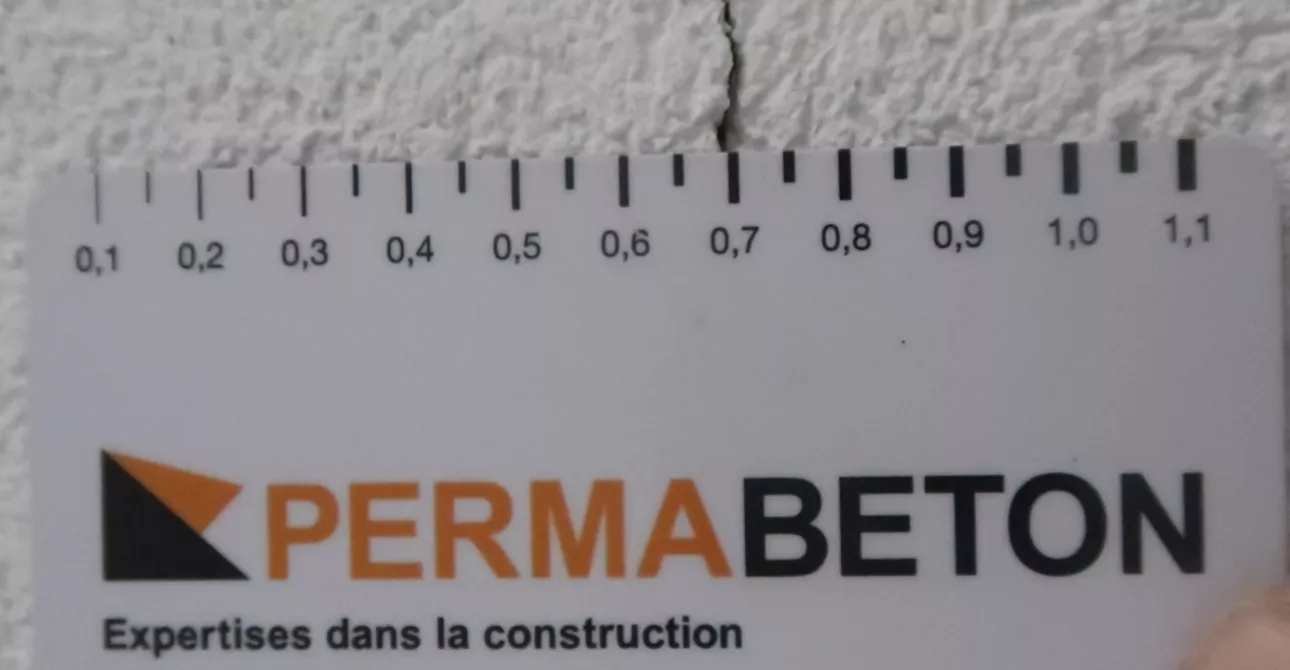 0,1 0,2 0,3 0,4 0,5 0,6 0,7 0,8 0,9 1,0 1,1
PERMABETON
Expertises dans la construction